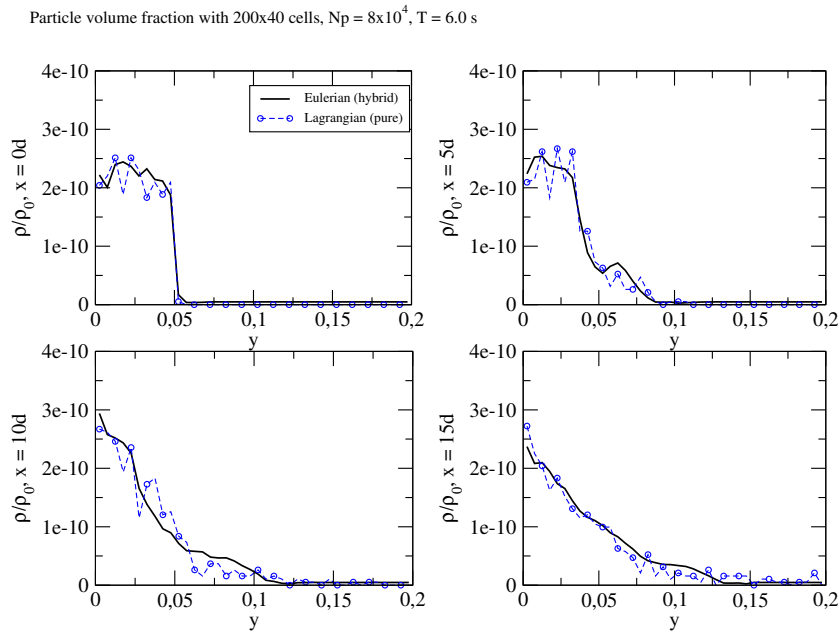 Particle volume fraction with 200x40 cells, Np = 8x10^4, T = 6.0 s
4e-10
3e-10
2e-10
1e-10
0
ρ/ρ0, x = 0d
Eulerian (hybrid)
Lagrangian (pure)
0 0,05 0,1 0,15 0,2
y
4e-10
3e-10
2e-10
1e-10
0
ρ/ρ0, x = 5d
0 0,05 0,1 0,15 0,2
y
4e-10
3e-10
2e-10
1e-10
0
ρ/ρ0, x = 10d
0 0,05 0,1 0,15 0,2
y
4e-10
3e-10
2e-10
1e-10
0
ρ/ρ0, x = 15d
0 0,05 0,1 0,15 0,2
y